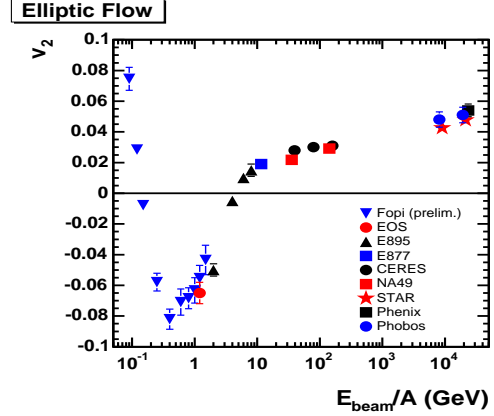 Elliptic Flow
v2
0.1
0.08
0.06
0.04
0.02
0
-0.02
-0.04
-0.06
-0.08
-0.1
Fopi (prelim.)
EOS
E895
E877
CERES
NA49
STAR
Phenix
Phobos
10-1 1 10 102 103 104
Ebeam/A (GeV)